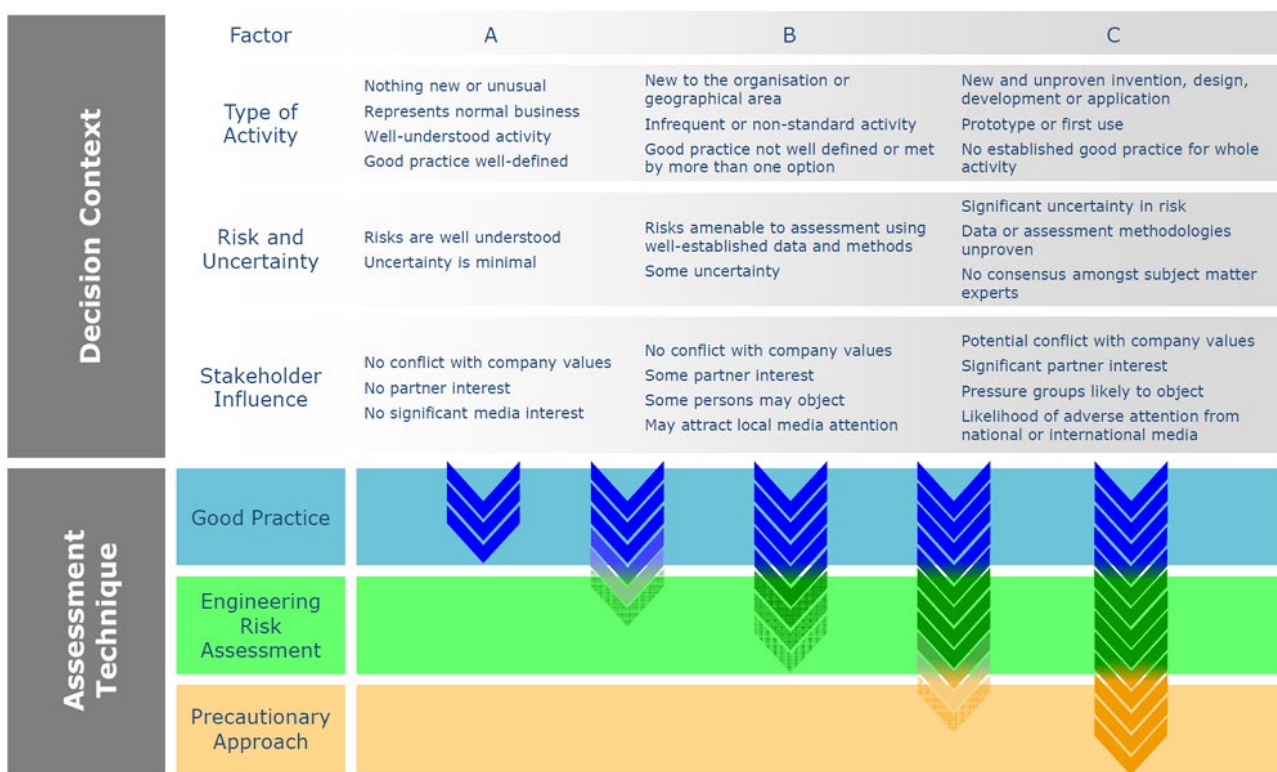 Factor
A
B
C
Decision Context
Type of
Activity
Nothing new or unusual
Represents normal business
Well-understood activity
Good practice well-defined
New to the organisation or
geographical area
Infrequent or non-standard activity
Good practice not well defined or met
by more than one option
New and unproven invention, design,
development or application
Prototype or first use
No established good practice for whole
activity
Risk and
Uncertainty
Risks are well understood
Uncertainty is minimal
Risks amenable to assessment using
well-established data and methods
Some uncertainty
Significant uncertainty in risk
Data or assessment methodologies
unproven
No consensus amongst subject matter
experts
Stakeholder
Influence
No conflict with company values
No partner interest
No significant media interest
No conflict with company values
Some partner interest
Some persons may object
May attract local media attention
Potential conflict with company values
Significant partner interest
Pressure groups likely to object
Likelihood of adverse attention from
national or international media
Assessment
Technique
Good Practice
Engineering
Risk
Assessment
Precautionary
Approach